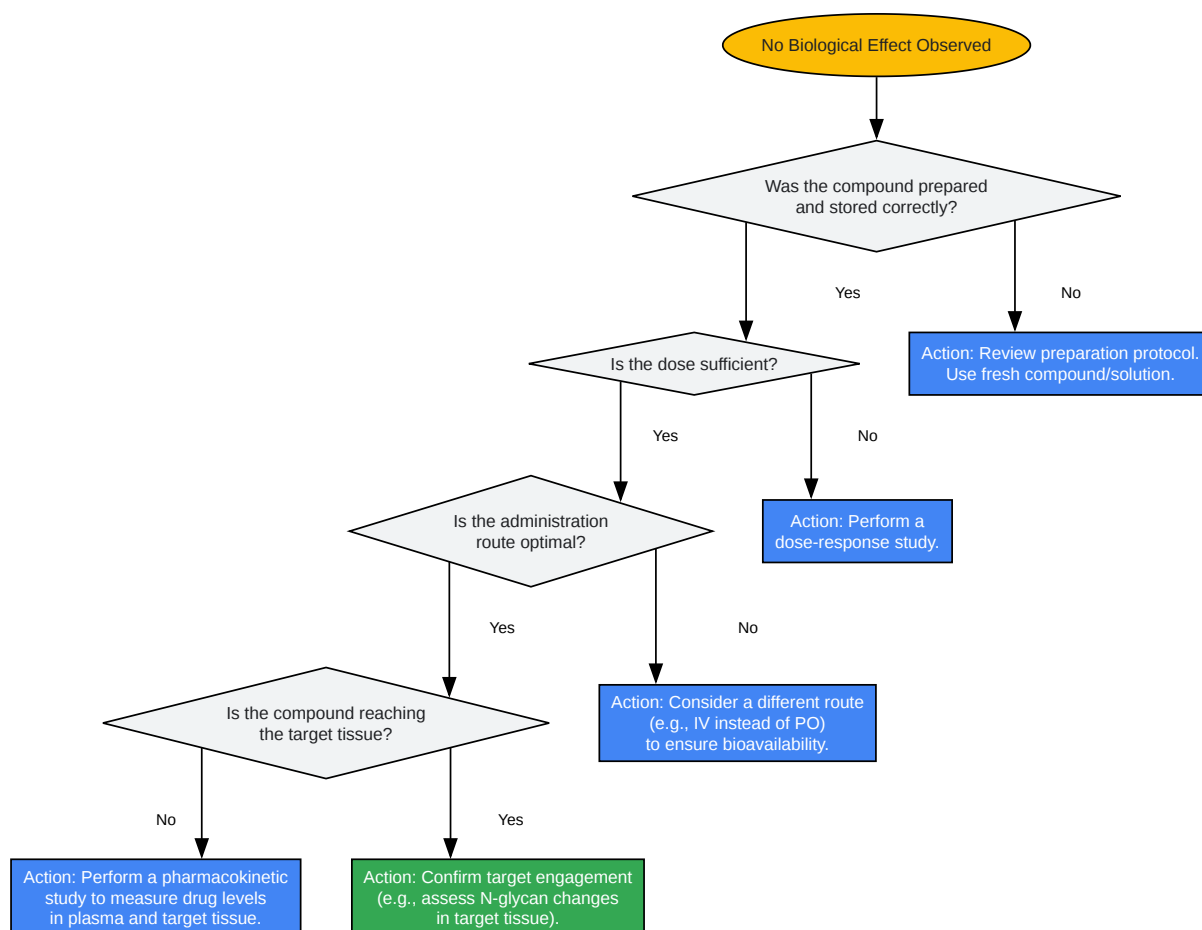 No Biological Effect Observed
Was the compound prepared
and stored correctly?
Yes
No
Is the dose sufficient?
Action: Review preparation protocol.
Use fresh compound/solution.
Yes
No
Is the administration
route optimal?
Action: Perform a
dose-response study.
Yes
No
Is the compound reaching
the target tissue?
Action: Consider a different route
(e.g., IV instead of PO)
to ensure bioavailability.
No
Yes
Action: Perform a pharmacokinetic
study to measure drug levels
in plasma and target tissue.
Action: Confirm target engagement
(e.g., assess N-glycan changes
in target tissue).